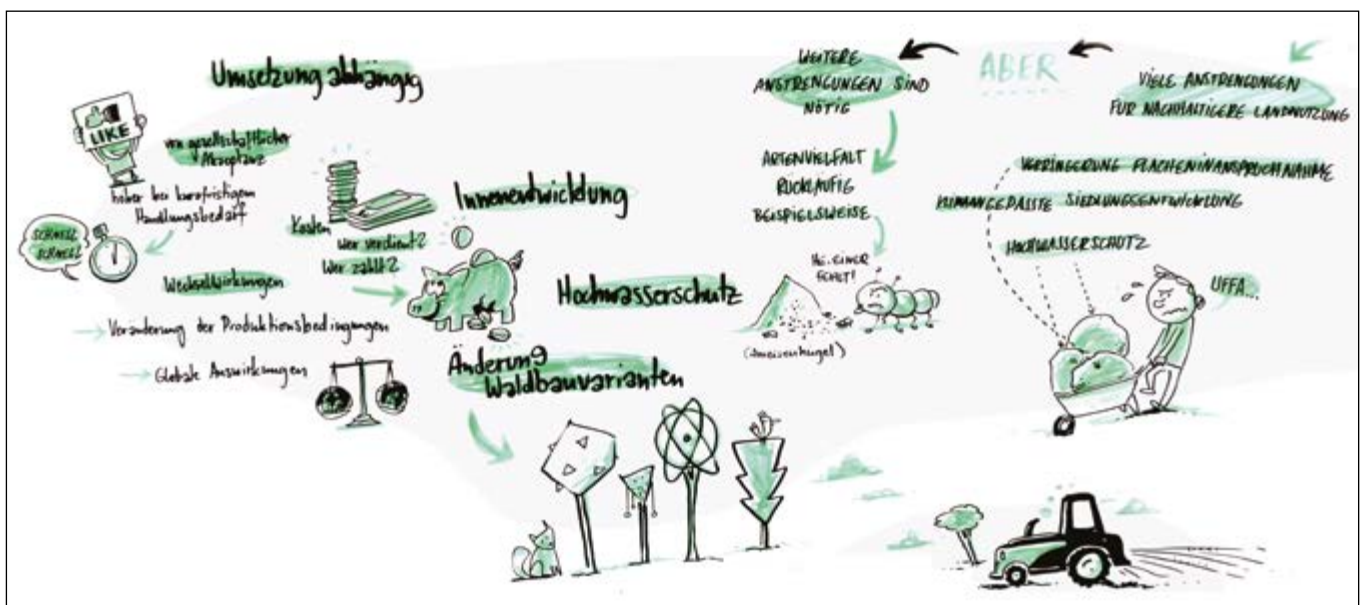 Umsetzung abhängig
LIKE
von gesellschaftlicher
Akzeptanz
höher bei kurzfristigem
Handlungsbedarf
SCHNELL
SCHNELL
Kosten
Wer verdient?
Wer zahlt?
Wechselwirkungen
Veränderung der Produktionsbedingungen
Globale Auswirkungen
Innenentwicklung
Hochwasserschutz
Änderung
Waldbauvarianten
WEITERE
ANSTRENGUNGEN SIND
NÖTIG
ABER
VIELE ANSTRENGUNGEN
FÜR NACHHALTIGERE LANDNUTZUNG
ARTENVIELFALT
RÜCKLÄUFIG
BEISPIELSWEISE
HE, EINER
FEHLT!
(Ameisenhügel)
VERRINGERUNG FLÄCHENINANSPRUCHNAHME
KLIMAANGEPASSTE SIEDLUNGSENTWICKLUNG
HOCHWASSERSCHUTZ
UFFA...